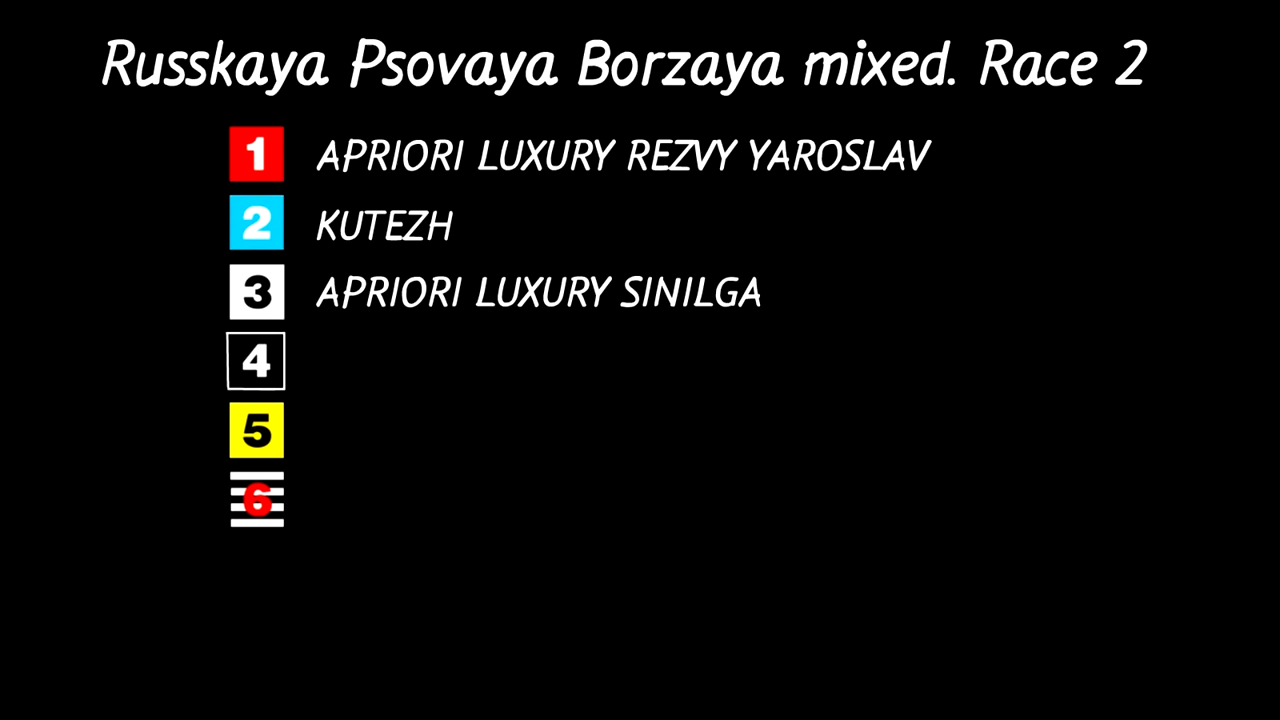 Russkaya Psovaya Borzaya mixed. Race 2
1 APRIORI LUXURY REZVY YAROSLAV
2 KUTEZH
3 APRIORI LUXURY SINILGA
4
5
6